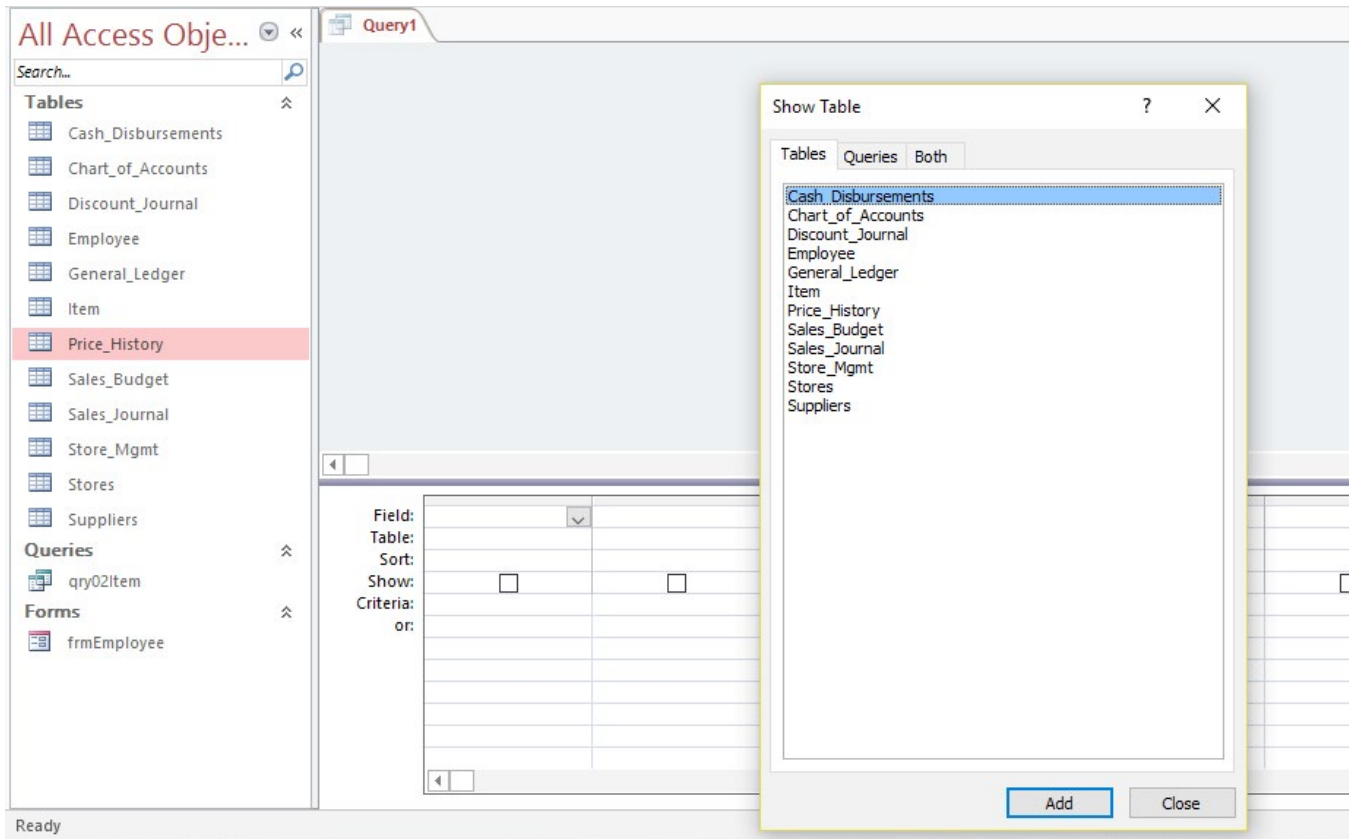 All Access Obje... «
Search...
Tables
Cash_Disbursements
Chart_of_Accounts
Discount_Journal
Employee
General_Ledger
Item
Price_History
Sales_Budget
Sales_Journal
Store_Mgmt
Stores
Suppliers
Queries
qry02Item
Forms
frmEmployee
Query1
Field:
Table:
Sort:
Show:
Criteria:
or:
Show Table ?
Tables Queries Both
Cash_Disbursements
Chart_of_Accounts
Discount_Journal
Employee
General_Ledger
Item
Price_History
Sales_Budget
Sales_Journal
Store_Mgmt
Stores
Suppliers
Add Close
Ready